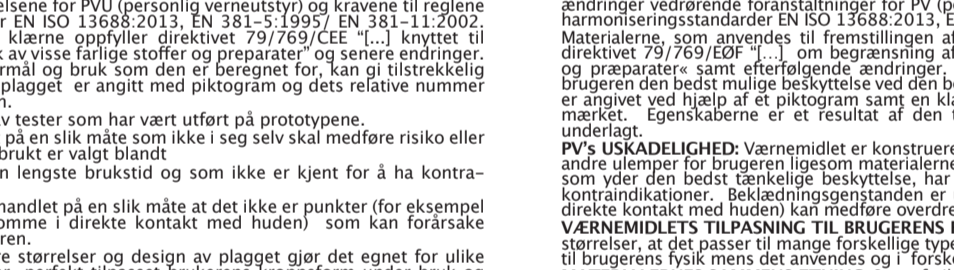 elsene for PVU (personlig verneutstyr) og kravene til reglene
r EN ISO 13688:2013, EN 381-5:1995/ EN 381-11:2002.
klærne oppfyller direktivet 79/769/CEE “[...] knyttet til
av visse farlige stoffer og preparater” og senere endringer.
rmål og bruk som den er beregnet for, kan gi tilstrekkelig
plagget er angitt med piktogram og dets relative nummer
n.
v tester som har vært utført på prototypene.
på en slik måte som ikke i seg selv skal medføre risiko eller
brukt er valgt blandt
n lengste brukstid og som ikke er kjent for å ha kontra-
handlet på en slik måte at det ikke er punkter (for eksempel
omme i direkte kontakt med huden) som kan forårsake
ren.
e størrelser og design av plagget gjør det egnet for ulike
ændringer vedrørende foranstaltninger for PV (p
harmoniseringsstandarder EN ISO 13688:2013, E
Materialerne, som anvendes til fremstillingen af
direktiv 79/769/EØF “[...] om begrænsning af
og præparater« samt efterfølgende ændringer.
brugeren den bedst mulige beskyttelse ved den b
er angivet ved hjælp af et piktogram samt en kla
mærket. Egenskaberne er et resultat af den t
underlagt.
PV’s USKADELIGHED: Værnemidlet er konstruere
andre ulemper for brugeren ligesom materialerne
som yder den bedst tænkelige beskyttelse, har
kontraindikationer. Beklædningsgenstanden er
direkte kontakt med huden) kan medføre overdre
VÆRNEMIDLETS TILPASNING TIL BRUGERENS
størrelser, at det passer til mange forskellige type
til brugerens fysik mens det anvendes og i forsk